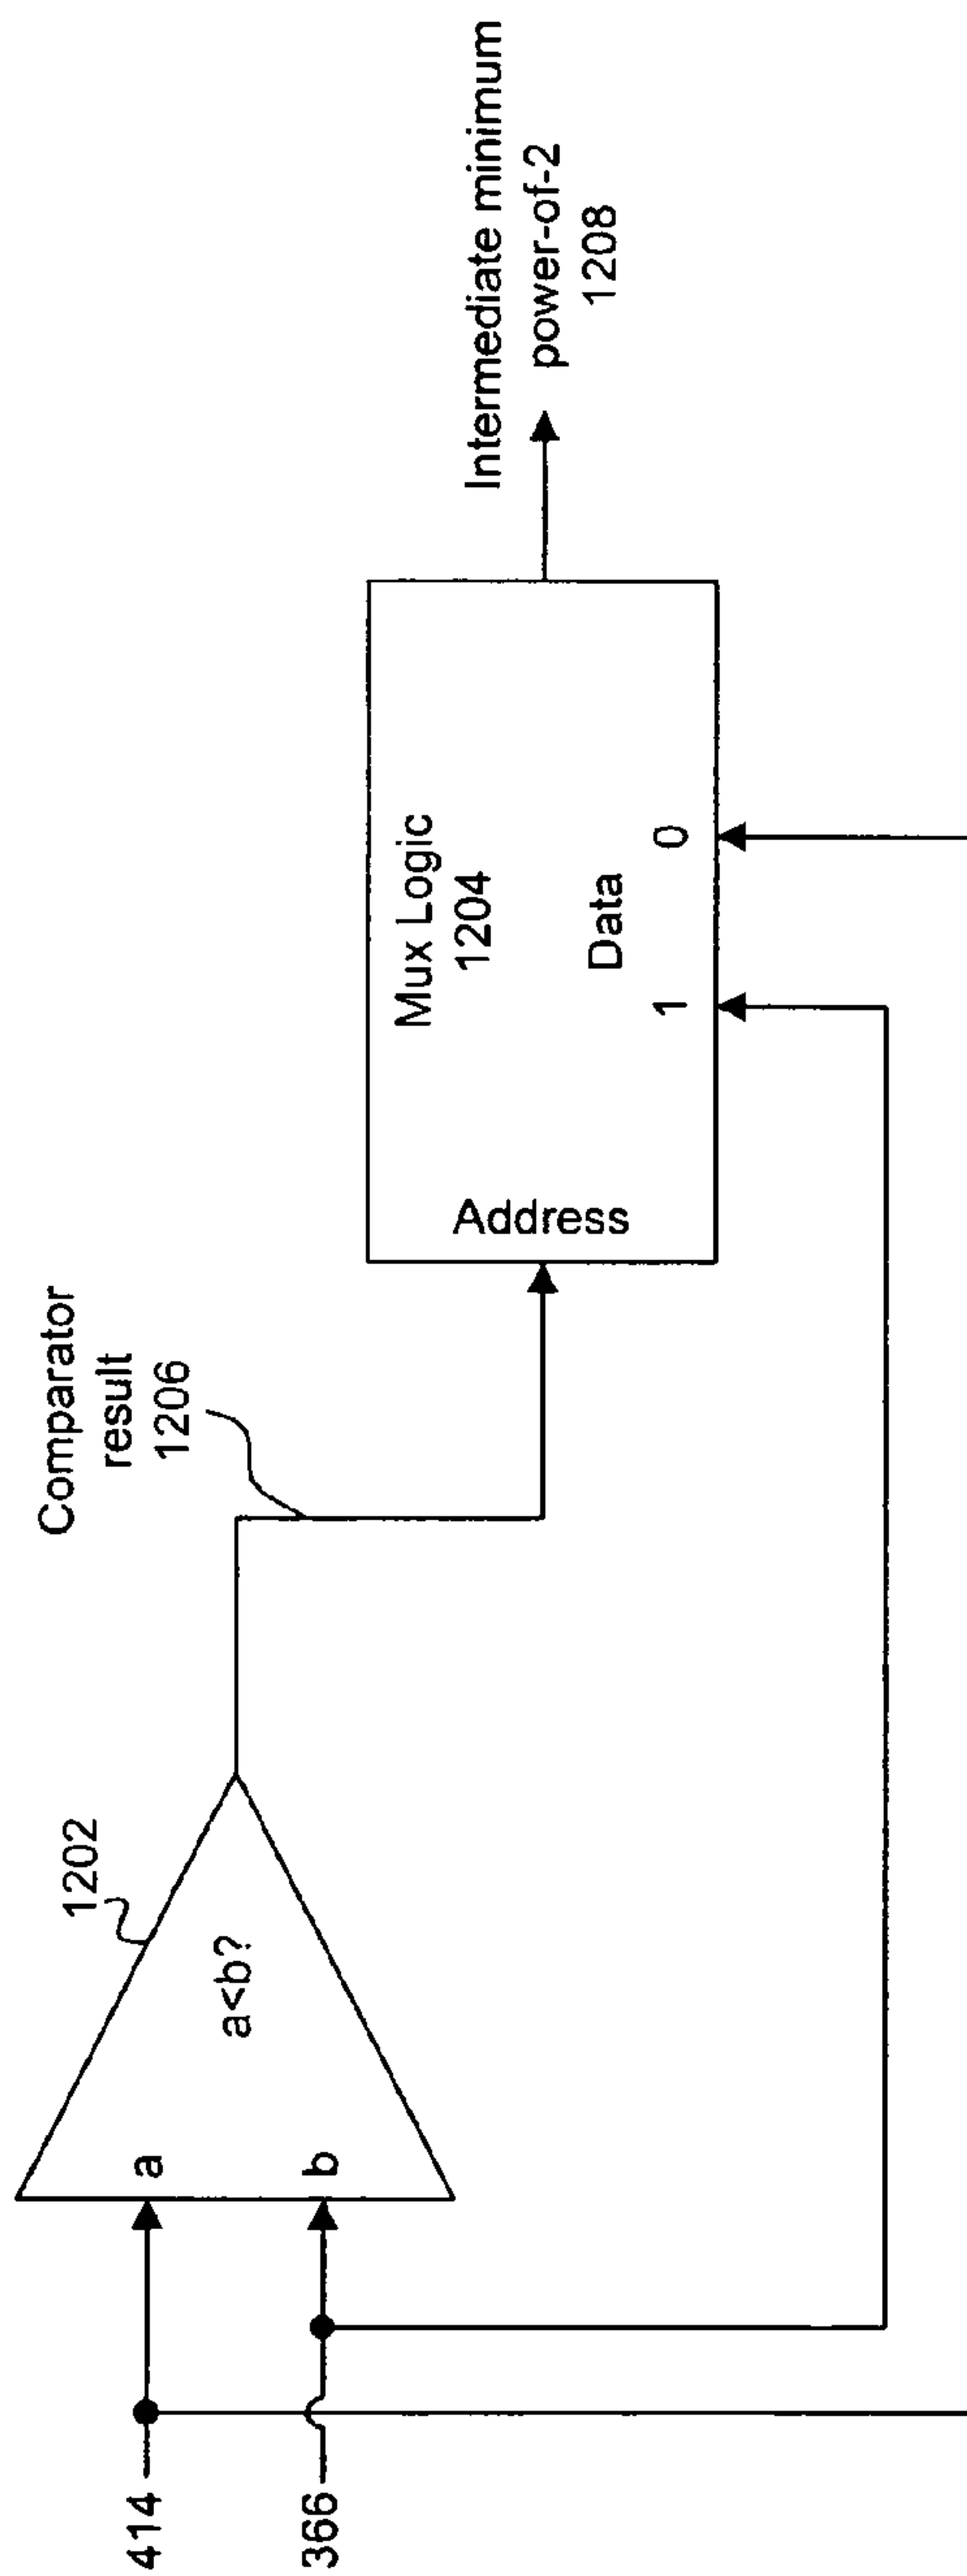 414
366
a
b
a<b?
1202
Comparator
result
1206
Address
Mux Logic
1204
Data
1
0
Intermediate minimum
power-of-2
1208